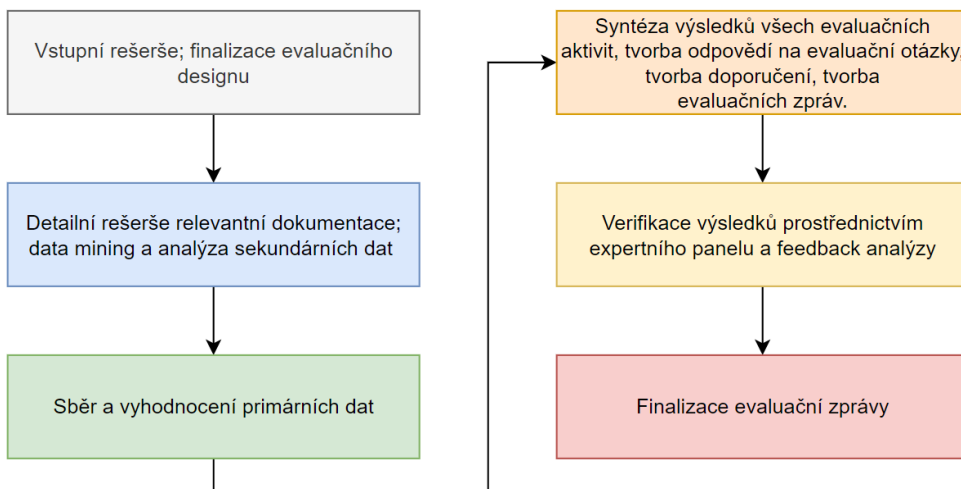 Vstupní rešerše; finalizace evaluačního
designu
Detailní rešerše relevantní dokumentace;
data mining a analýza sekundárních dat
Sběr a vyhodnocení primárních dat
Syntéza výsledků všech evaluačních
aktivit, tvorba odpovědí na evaluační otázky,
tvorba doporučení, tvorba
evaluačních zpráv.
Verifikace výsledků prostřednictvím
expertního panelu a feedback analýzy
Finalizace evaluační zprávy